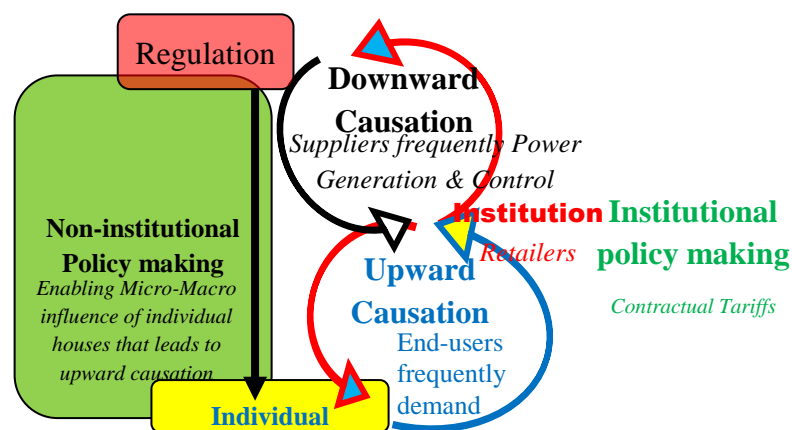 Regulation
Downward
Causation
Suppliers frequently Power
Generation & Control
Non-institutional
Policy making
Enabling Micro-Macro
influence of individual
houses that leads to
upward causation
Institution
Retailers
Institutional
policy making
Contractual Tariffs
Upward
Causation
End-users
frequently
demand
Individual